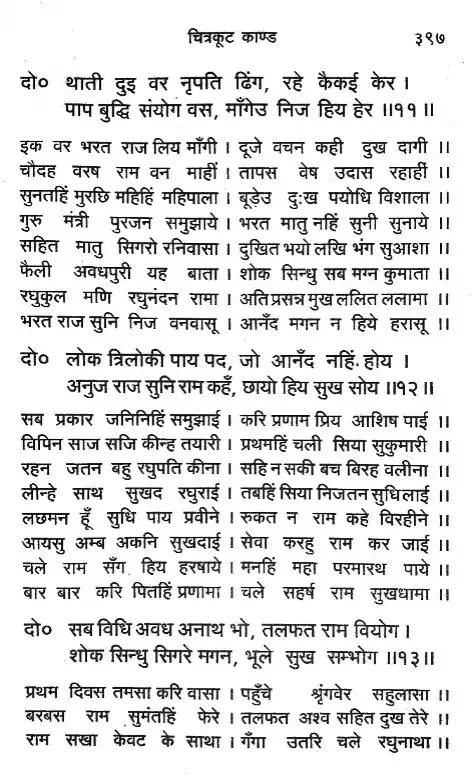 चित्रकूट काण्ड ३९७
दो० थाती दुइ वर नृपति ढिंग, रहे कैकई केर ।
पाप बुद्धि संयोग वस, माँगेउ निज हिय हेर ॥११॥
इक वर भरत राज लिय माँगी । दूजे वचन कही दुख दागी ॥
चौदह वरष राम वन माहीं । तापस वेष उदास रहाहीं ॥
सुनतहिं मुरछि महिहिं महिपाला । बूड़ेउ दुःख पयोधि विशाला ॥
गुरु मंत्री पुरजन समुझाये । भरत मातु नहिं सुनी सुनाये ॥
सहित मातु सिगरो रनिवासा । दुखित भयो लखि भंग सुआशा ॥
फैली अवधपुरी यह बाता । शोक सिन्धु सब मग्न कुमाता ॥
रघुकुल मणि रघुनंदन रामा । अति प्रसन्न मुख ललित ललामा ॥
भरत राज सुनि निज वनवासू । आनँद मगन न हिये हरासू ॥
दो० लोक त्रिलोकी पाय पद, जो आनँद नहिं होय ।
अनुज राज सुनि राम कहँ, छायो हिय सुख सोय ॥१२॥
सब प्रकार जननिहिं समुझाई । करि प्रणाम प्रिय आशिष पाई ॥
विपिन साज सजि कीन्ह तयारी । प्रथमहिं चली सिया सुकुमारी ॥
रहन जतन बहु रघुपति कीना । सहि न सकी बच बिरह वलीना ॥
लीन्हे साथ सुखद रघुराई । तबहिं सिया निजतन सुधिलाई ॥
लछमन हूँ सुधि पाय प्रवीने । रुकत न राम कहे विरहीने ॥
आयसु अम्ब अकनि सुखदाई । सेवा करहु राम कर जाई ॥
चले राम सँग हिय हरषाये । मनहिं महा परमारथ पाये ॥
बार बार करि पितहिं प्रणामा । चले सहर्ष राम सुखधामा ॥
दो० सब विधि अवध अनाथ भो, तलफत राम वियोग ।
शोक सिन्धु सिगरे मगन, भूले सुख सम्भोग ॥१३॥
प्रथम दिवस तमसा करि वासा । पहुँचे श्रृंगवेर सहुलासा ॥
बरबस राम सुमंतहिं फेरे । तलफत अश्व सहित दुख तेरे ॥
राम सखा केवट के साथा । गँगा उतरि चले रघुनाथा ॥